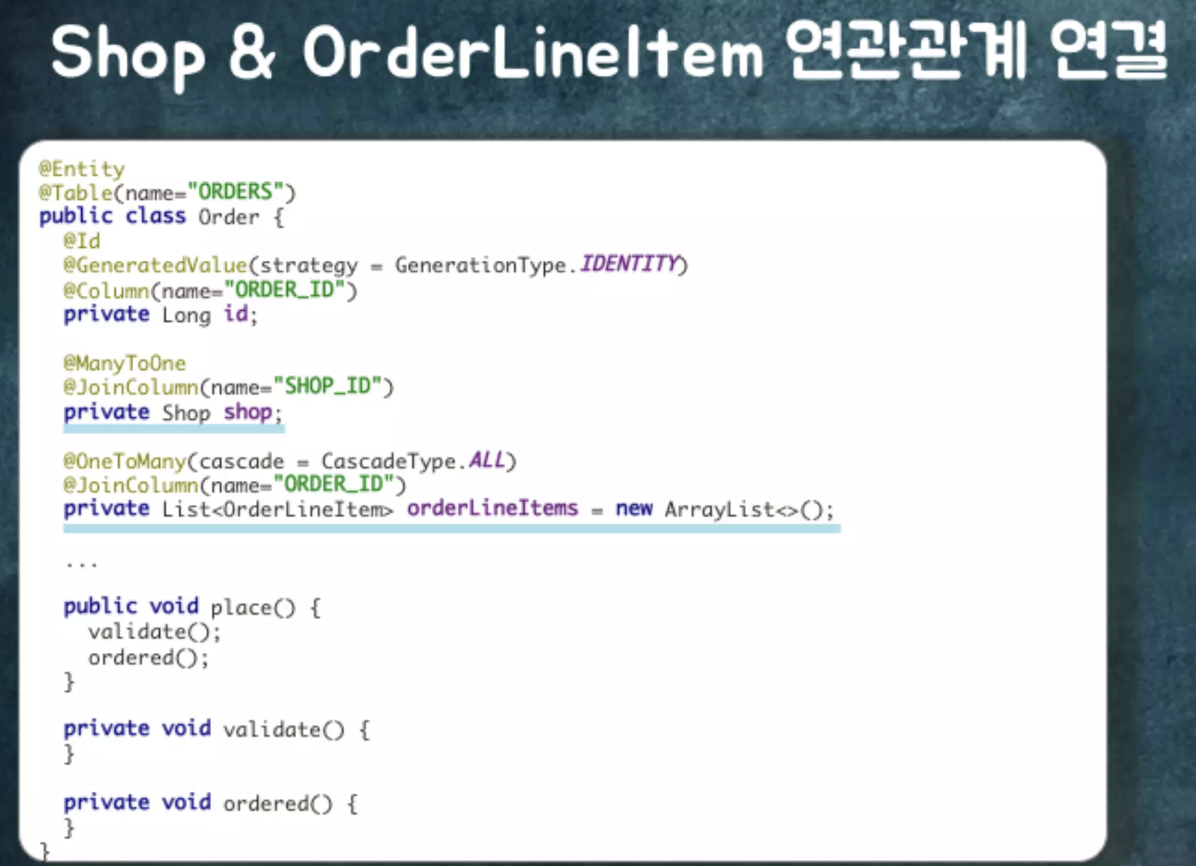 Shop & OrderLineItem 연관관계 연결
@Entity
@Table(name="ORDERS")
public class Order {
@Id
@GeneratedValue(strategy = GenerationType.IDENTITY)
@Column(name="ORDER_ID")
private Long id;
@ManyToOne
@JoinColumn(name="SHOP_ID")
private Shop shop;
@OneToMany(cascade = CascadeType.ALL)
@JoinColumn(name="ORDER_ID")
private List<OrderLineItem> orderLineItems = new ArrayList<>();
...
public void place() {
validate();
ordered();
}
private void validate() {
}
private void ordered() {
}
}